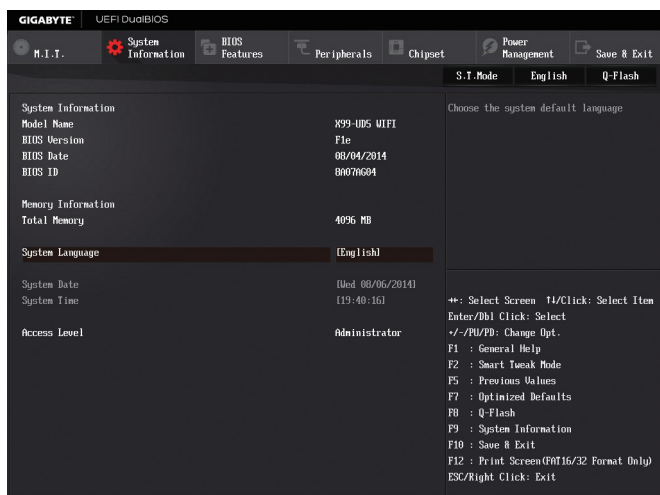 GIGABYTE™ UEFI DualBIOS
M.I.T.
System Information
BIOS Features
Peripherals
Chipset
Power Management
Save & Exit
S.T.Mode English Q-Flash
System Information
Model Name X99-UD5 WIFI
BIOS Version F1e
BIOS Date 08/04/2014
BIOS ID 8A07AG04
Memory Information
Total Memory 4096 MB
System Language [English]
System Date [Wed 08/06/2014]
System Time [19:40:16]
Access Level Administrator
Choose the system default language
→←: Select Screen ↑↓/Click: Select Item
Enter/Dbl Click: Select
+/-/PU/PD: Change Opt.
F1 : General Help
F2 : Smart Tweak Mode
F5 : Previous Values
F7 : Optimized Defaults
F8 : Q-Flash
F9 : System Information
F10 : Save & Exit
F12 : Print Screen(FAT16/32 Format Only)
ESC/Right Click: Exit